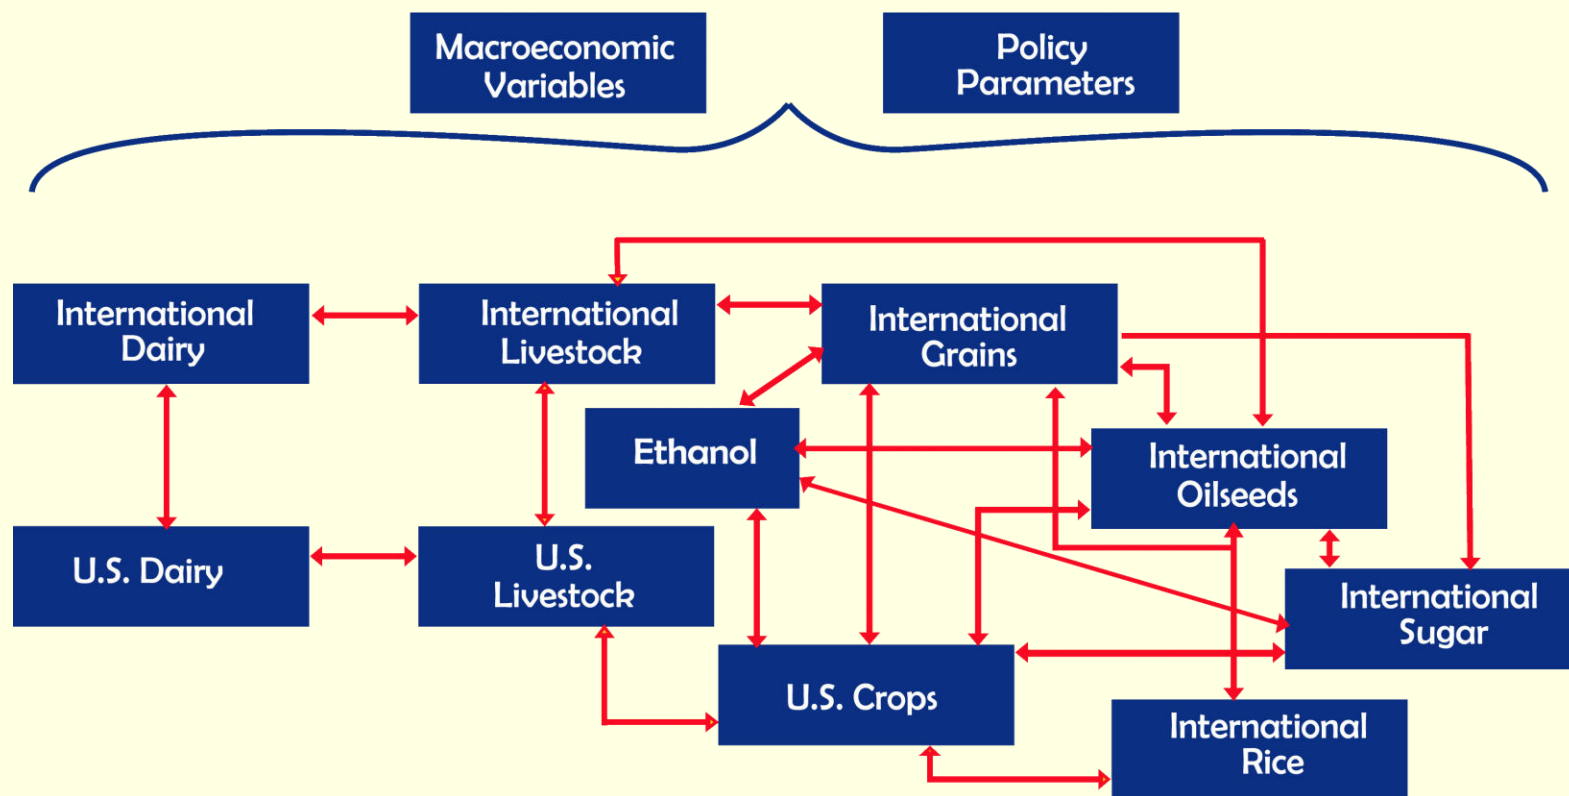 Macroeconomic
Variables
Policy
Parameters
International
Dairy
International
Livestock
International
Grains
Ethanol
International
Oilseeds
U.S. Dairy
U.S.
Livestock
International
Sugar
U.S. Crops
International
Rice